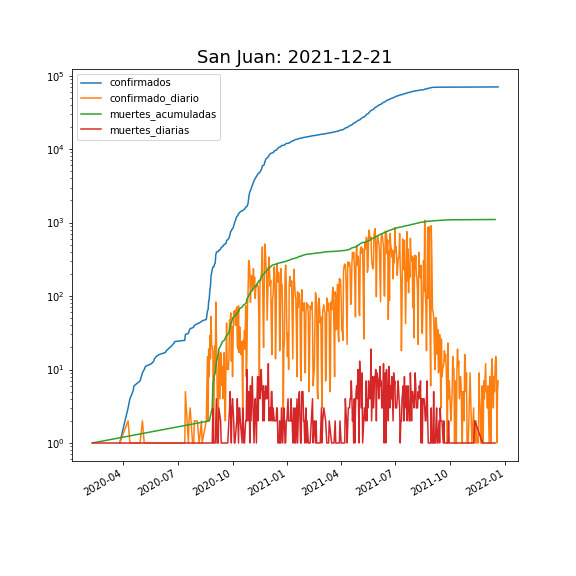 San Juan: 2021-12-21
confirmados
confirmado_diario
muertes_acumuladas
muertes_diarias
10^5
10^4
10^3
10^2
10^1
10^0
2020-04
2020-07
2020-10
2021-01
2021-04
2021-07
2021-10
2022-01